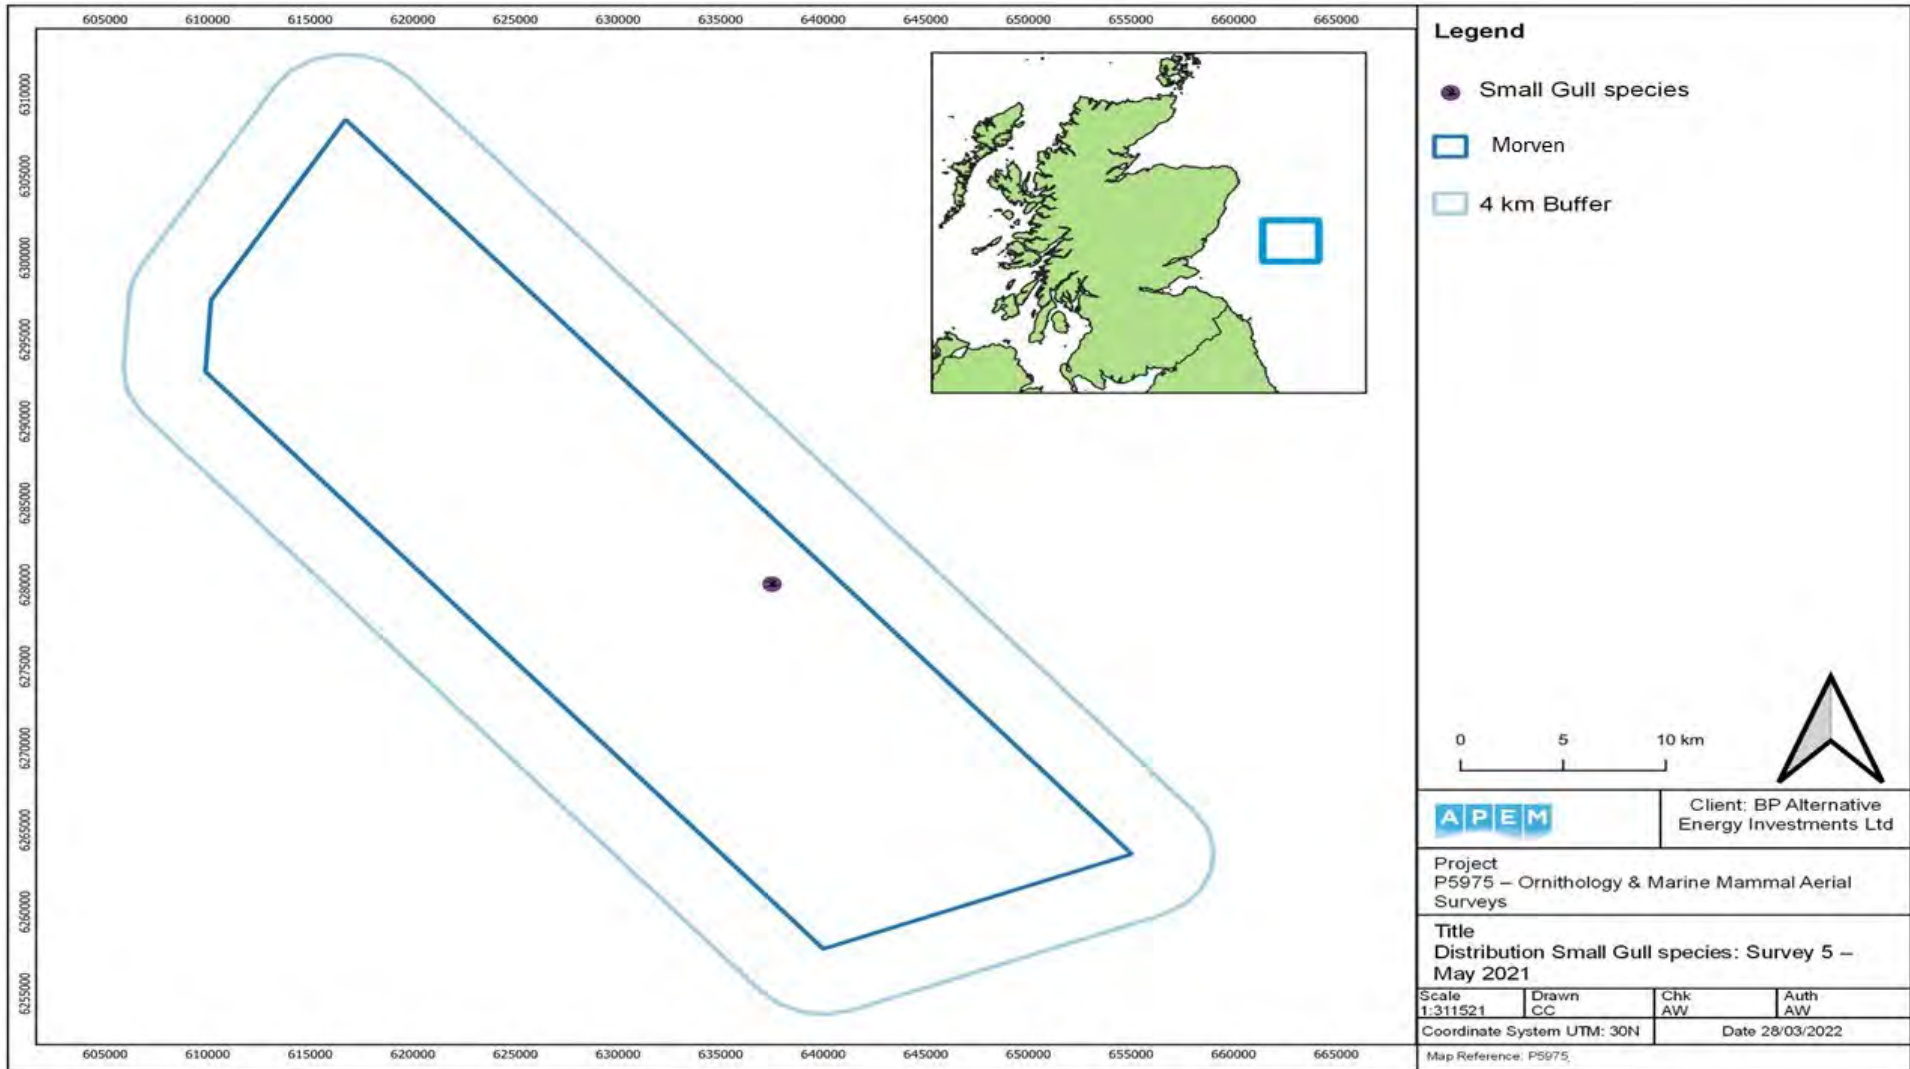 605000 610000 615000 620000 625000 630000 635000 640000 645000 650000 655000 660000 665000
6310000
6305000
6300000
6295000
6290000
6285000
6280000
6275000
6270000
6265000
6260000
6255000
605000 610000 615000 620000 625000 630000 635000 640000 645000 650000 655000 660000 665000
Legend
Small Gull species
Morven
4 km Buffer
0 5 10 km
APEM
Client: BP Alternative
Energy Investments Ltd
Project
P5975 – Ornithology & Marine Mammal Aerial
Surveys
Title
Distribution Small Gull species: Survey 5 –
May 2021
Scale Drawn Chk Auth
1:311521 CC AW AW
Coordinate System UTM: 30N Date 28/03/2022
Map Reference: P5975